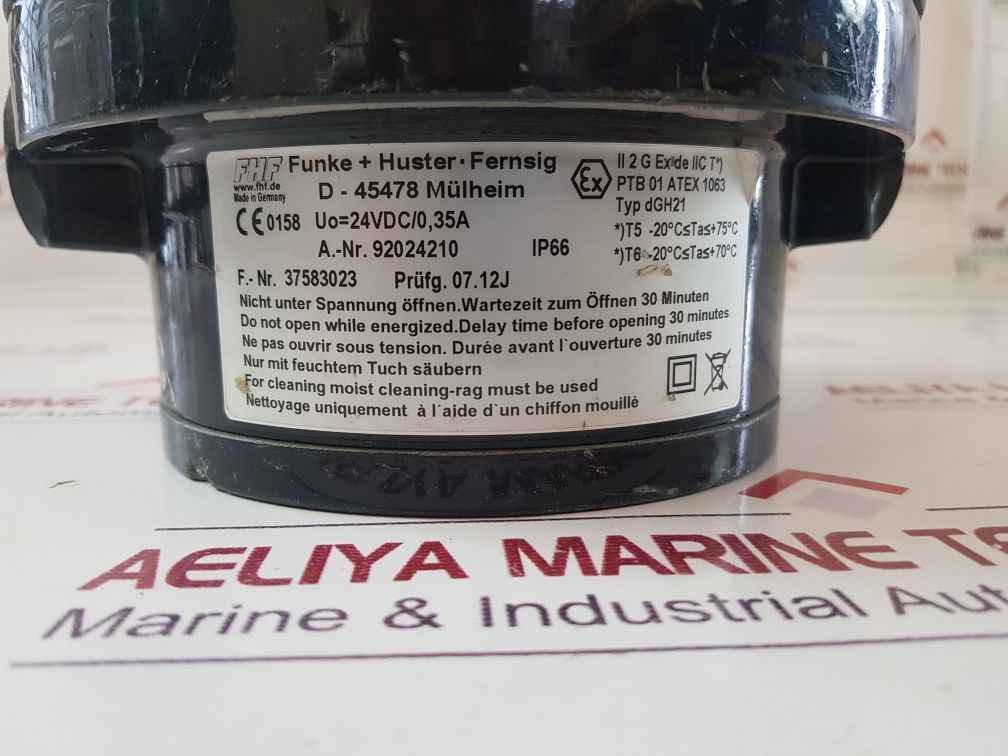 FHF Funke + Huster · Fernsig
www.fhf.de
Made in Germany
D - 45478 Mülheim
CE 0158 Uo=24VDC/0,35A
A.-Nr. 92024210 IP66
Ex II 2 G Ex de IIC T*)
PTB 01 ATEX 1063
Typ dGH21
*)T5 -20°C≤Ta≤+75°C
*)T6 -20°C≤Ta≤+70°C
F.- Nr. 37583023 Prüfg. 07.12J
Nicht unter Spannung öffnen.Wartezeit zum Öffnen 30 Minuten
Do not open while energized.Delay time before opening 30 minutes
Ne pas ouvrir sous tension. Durée avant l`ouverture 30 minutes
Nur mit feuchtem Tuch säubern
For cleaning moist cleaning-rag must be used
Nettoyage uniquement à l´aide d`un chiffon mouillé
AELIYA MARINE TE
Marine & Industrial Aut